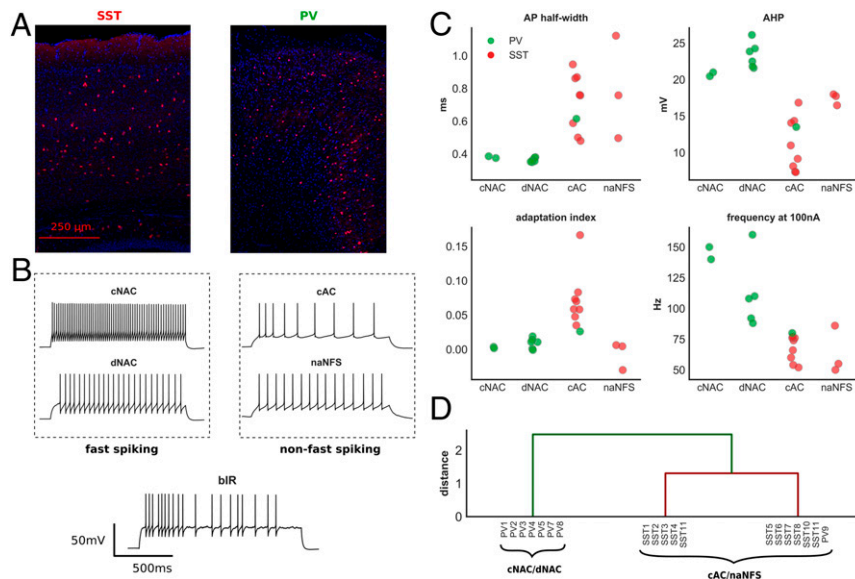 A
SST
PV
250 µm
B
cNAC
cAC
dNAC
naNFS
fast spiking
non-fast spiking
bIR
50mV
500ms
C
AP half-width
AHP
PV
SST
ms
1.0
0.8
0.6
0.4
cNAC dNAC cAC naNFS
mV
25
20
15
10
cNAC dNAC cAC naNFS
adaptation index
frequency at 100nA
0.15
0.10
0.05
0.00
cNAC dNAC cAC naNFS
Hz
150
125
100
75
50
cNAC dNAC cAC naNFS
D
distance
2
1
0
PV1
PV2
PV3
PV4
PV5
PV7
PV8
SST1
SST2
SST3
SST4
SST11
SST5
SST6
SST7
SST8
SST10
SST11
PV9
cNAC/dNAC
cAC/naNFS